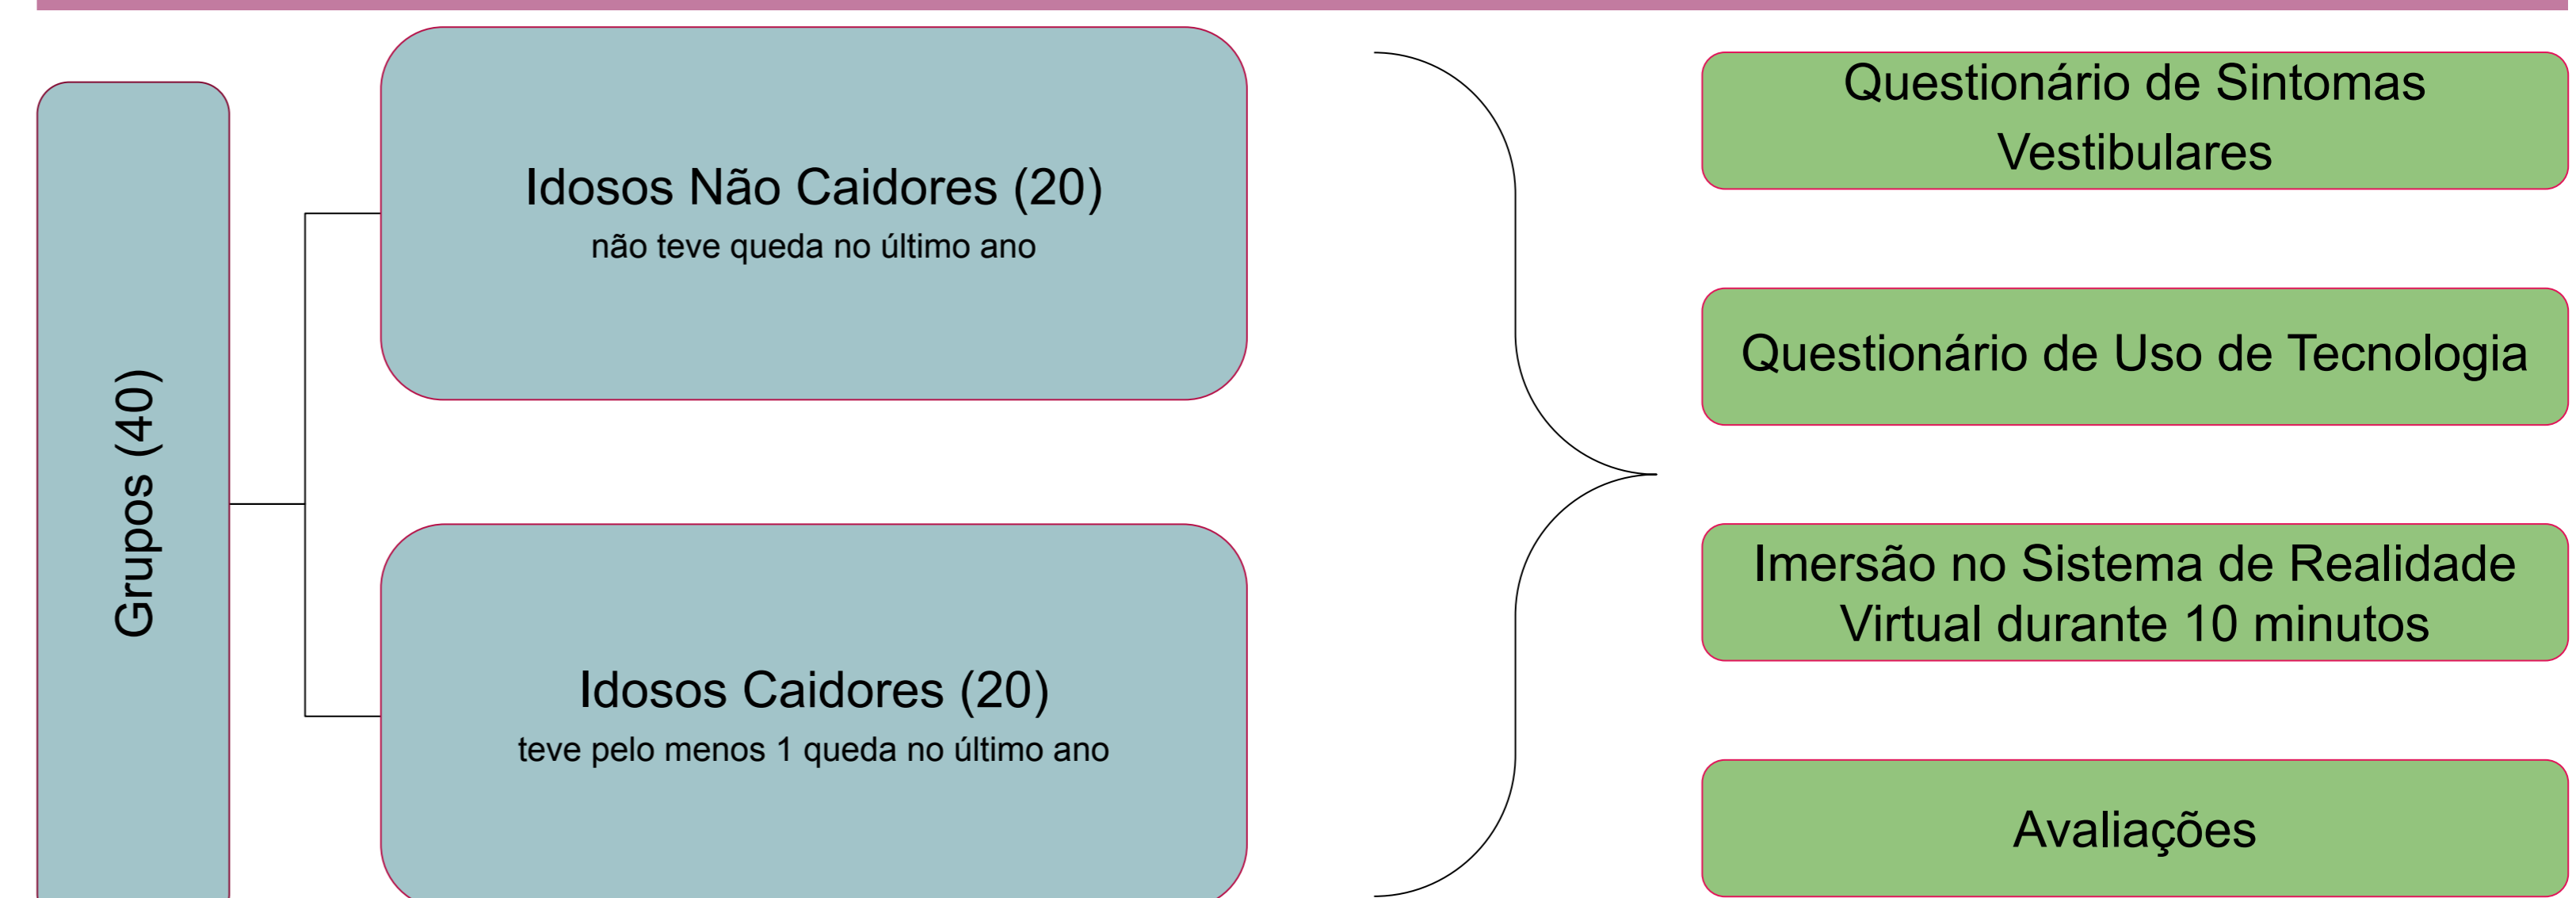 Grupos (40)
Idosos Não Caidores (20)
não teve queda no último ano
Idosos Caidores (20)
teve pelo menos 1 queda no último ano
Questionário de Sintomas
Vestibulares
Questionário de Uso de Tecnologia
Imersão no Sistema de Realidade
Virtual durante 10 minutos
Avaliações